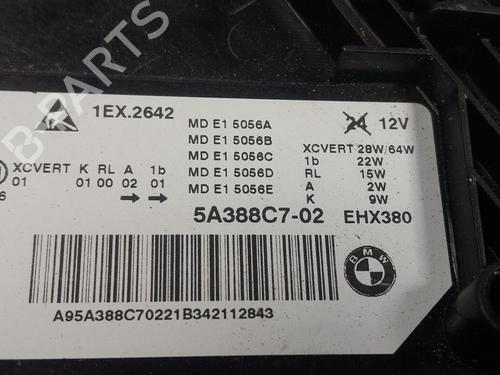 B-PARTS
1EX.2642
MD E1 5056A
MD E1 5056B
MD E1 5056C
MD E1 5056D
MD E1 5056E
24 12V
XCVERT 28W/64W
1b 22W
RL 15W
A 2W
K 9W
XCVERT K RL A 1b
01 01 00 02 01
6
5A388C7-02 EHX380
BMW
A95A388C70221B342112843